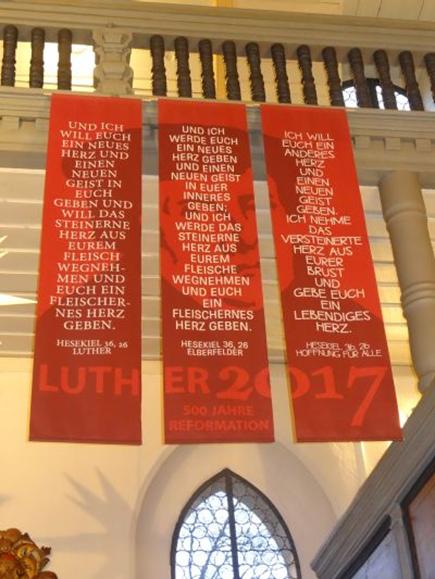 UND ICH
WILL EUCH
EIN NEUES
HERZ UND
EINEN
NEUEN
GEIST IN
EUCH
GEBEN UND
WILL DAS
STEINERNE
HERZ AUS
EUREM
FLEISCH
WEGNEH-
MEN UND
EUCH EIN
FLEISCHER-
NES HERZ
GEBEN.
HESEKIEL 36, 26
LUTHER
UND ICH
WERDE EUCH
EIN NEUES
HERZ GEBEN
UND EINEN
NEUEN GEIST
IN EUER
INNERES
GEBEN;
UND ICH
WERDE DAS
STEINERNE
HERZ AUS
EUREM
FLEISCHE
WEGNEHMEN
UND EUCH
EIN
FLEISCHERNES
HERZ GEBEN.
HESEKIEL 36, 26
ELBERFELDER
ICH WILL
EUCH EIN
ANDERES
HERZ
UND
EINEN
NEUEN
GEIST
GEBEN.
ICH NEHME
DAS
VERSTEINERTE
HERZ AUS
EURER
BRUST
UND
GEBE EUCH
EIN
LEBENDIGES
HERZ.
HESEKIEL 36, 26
HOFFNUNG FÜR ALLE
LUTHER 2017
500 JAHRE
REFORMATION